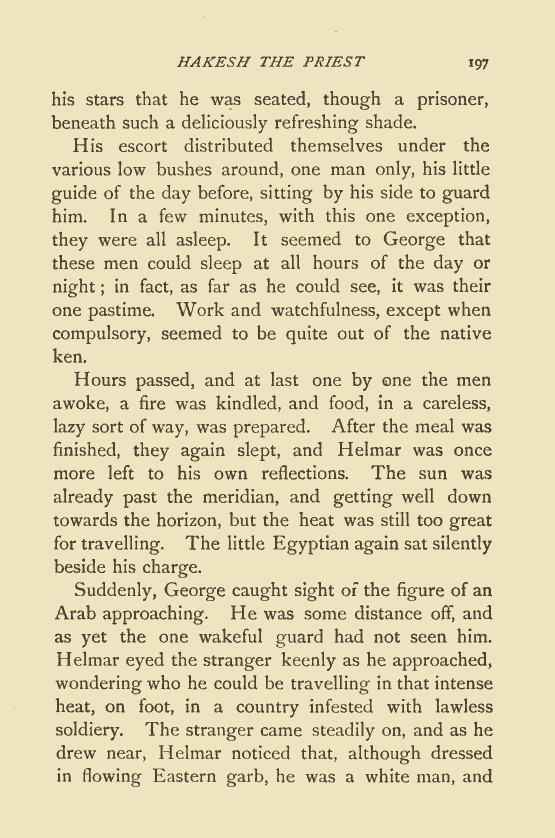 HAKESH THE PRIEST 197
his stars that he was seated, though a prisoner,
beneath such a deliciously refreshing shade.
His escort distributed themselves under the
various low bushes around, one man only, his little
guide of the day before, sitting by his side to guard
him. In a few minutes, with this one exception,
they were all asleep. It seemed to George that
these men could sleep at all hours of the day or
night; in fact, as far as he could see, it was their
one pastime. Work and watchfulness, except when
compulsory, seemed to be quite out of the native
ken.
Hours passed, and at last one by one the men
awoke, a fire was kindled, and food, in a careless,
lazy sort of way, was prepared. After the meal was
finished, they again slept, and Helmar was once
more left to his own reflections. The sun was
already past the meridian, and getting well down
towards the horizon, but the heat was still too great
for travelling. The little Egyptian again sat silently
beside his charge.
Suddenly, George caught sight of the figure of an
Arab approaching. He was some distance off, and
as yet the one wakeful guard had not seen him.
Helmar eyed the stranger keenly as he approached,
wondering who he could be travelling in that intense
heat, on foot, in a country infested with lawless
soldiery. The stranger came steadily on, and as he
drew near, Helmar noticed that, although dressed
in flowing Eastern garb, he was a white man, and